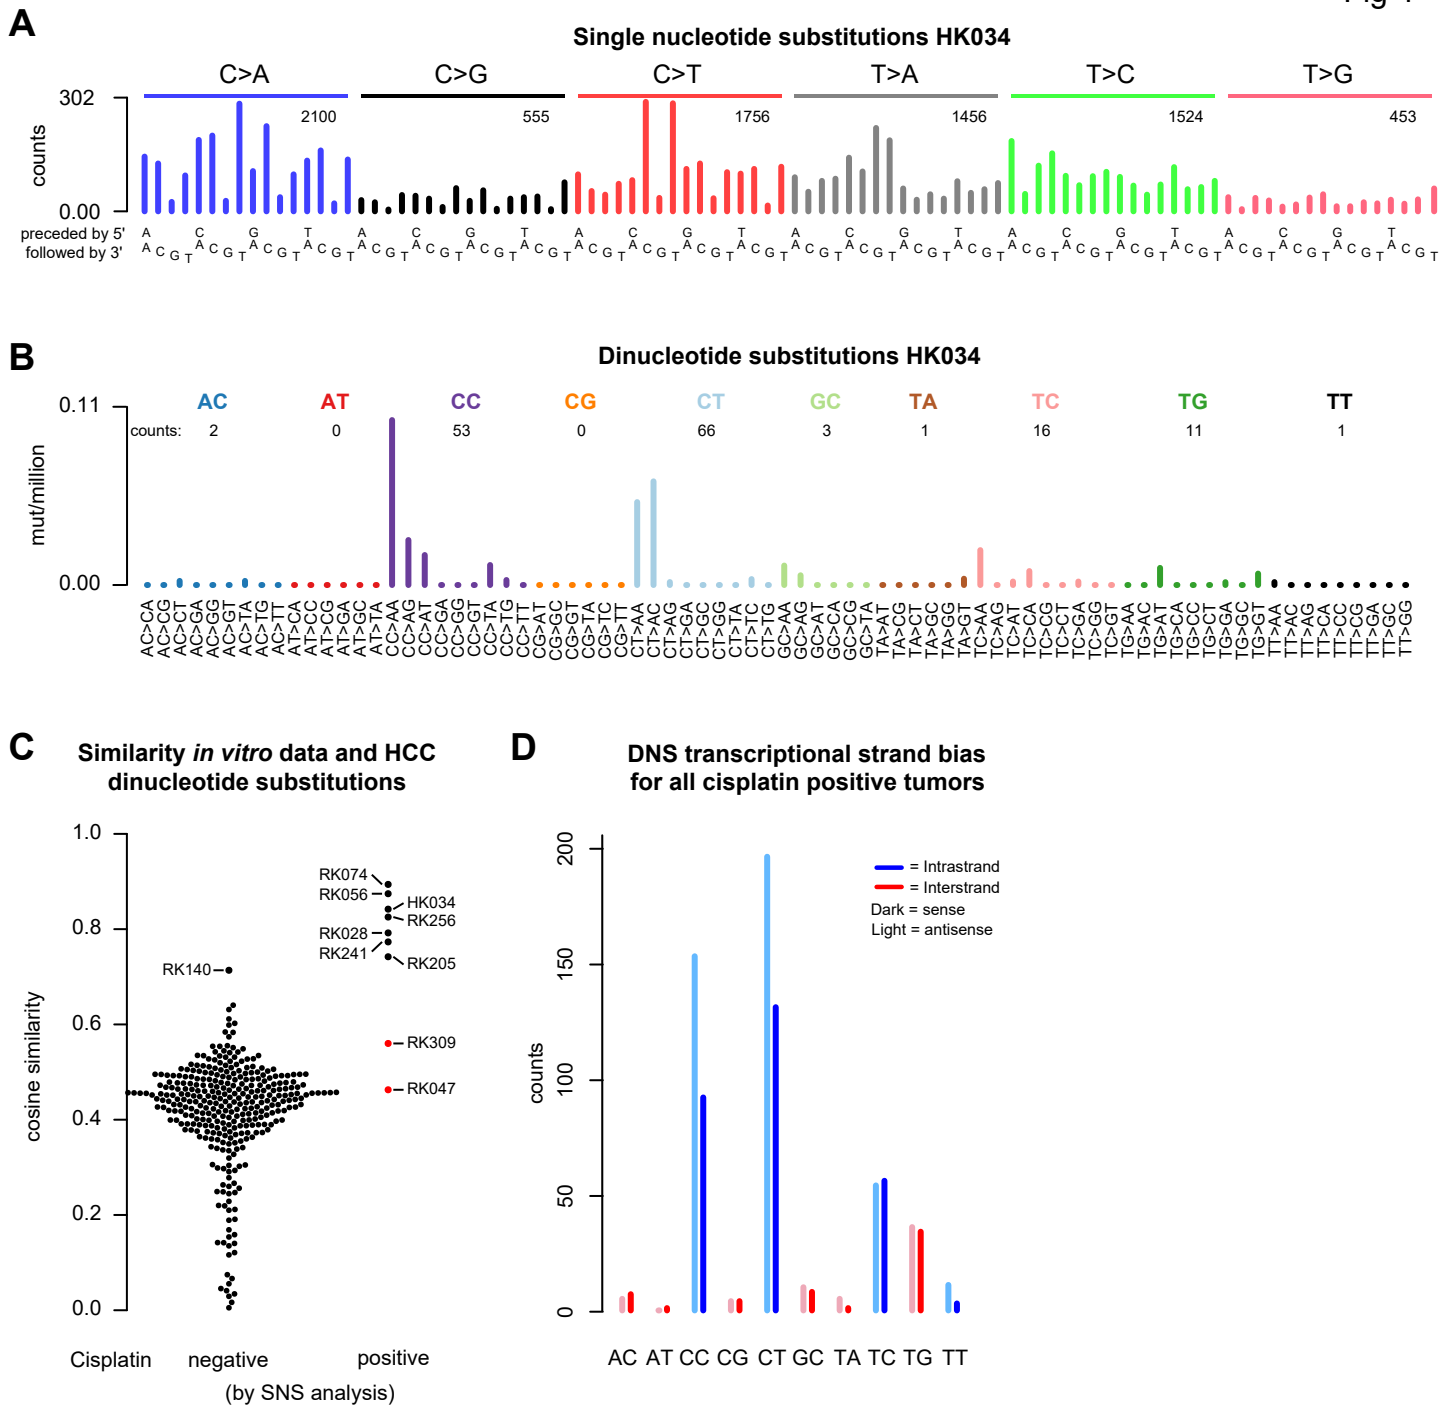 A
Single nucleotide substitutions HK034
C>A C>G C>T T>A T>C T>G
302
2100 555 1756 1456 1524 453
counts
0.00
preceded by 5' A C G T A C G T A C G T A C G T A C G T A C G T
followed by 3' A C G T A C G T A C G T A C G T A C G T A C G T A C G T A C G T A C G T A C G T A C G T A C G T A C G T A C G T A C G T A C G T A C G T A C G T A C G T A C G T A C G T A C G T A C G T A C G T
B
Dinucleotide substitutions HK034
AC AT CC CG CT GC TA TC TG TT
0.11
counts: 2 0 53 0 66 3 1 16 11 1
mut/million
0.00
AC>CA AC>CG AC>CT AC>GA AC>GG AC>GT AC>TA AC>TG AC>TT AT>CA AT>CC AT>CG AT>GA AT>GC AT>TA CC>AA CC>AG CC>AT CC>GA CC>GG CC>GT CC>TA CC>TG CC>TT CG>AT CG>GC CG>GT CG>TA CG>TC CG>TT CT>AA CT>AC CT>AG CT>GA CT>GC CT>GG CT>TA CT>TC CT>TG GC>AA GC>AG GC>AT GC>CA GC>CG GC>TA TA>AT TA>CG TA>CT TA>GC TA>GG TA>GT TC>AA TC>AG TC>AT TC>CA TC>CG TC>CT TC>GA TC>GG TC>GT TG>AA TG>AC TG>AT TG>CA TG>CC TG>CT TG>GA TG>GC TG>GT TT>AA TT>AC TT>AG TT>CA TT>CC TT>CG TT>GA TT>GC TT>GG
C
Similarity in vitro data and HCC
dinucleotide substitutions
1.0
0.8
0.6
0.4
0.2
0.0
cosine similarity
RK074
RK056
HK034
RK256
RK028
RK241
RK205
RK140
RK309
RK047
Cisplatin negative positive
(by SNS analysis)
D
DNS transcriptional strand bias
for all cisplatin positive tumors
200
150
100
50
0
counts
= Intrastrand
= Interstrand
Dark = sense
Light = antisense
AC AT CC CG CT GC TA TC TG TT